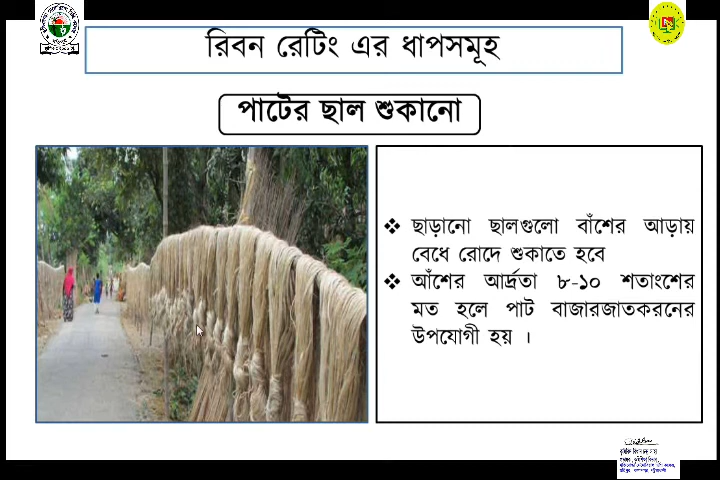 রিবন রেটিং এর ধাপসমূহ
পাটের ছাল শুকানো
❖ ছাড়ানো ছালগুলো বাঁশের আড়ায়
বেধে রোদে শুকাতে হবে
❖ আঁশের আর্দ্রতা ৮-১০ শতাংশের
মত হলে পাট বাজারজাতকরনের
উপযোগী হয় ।